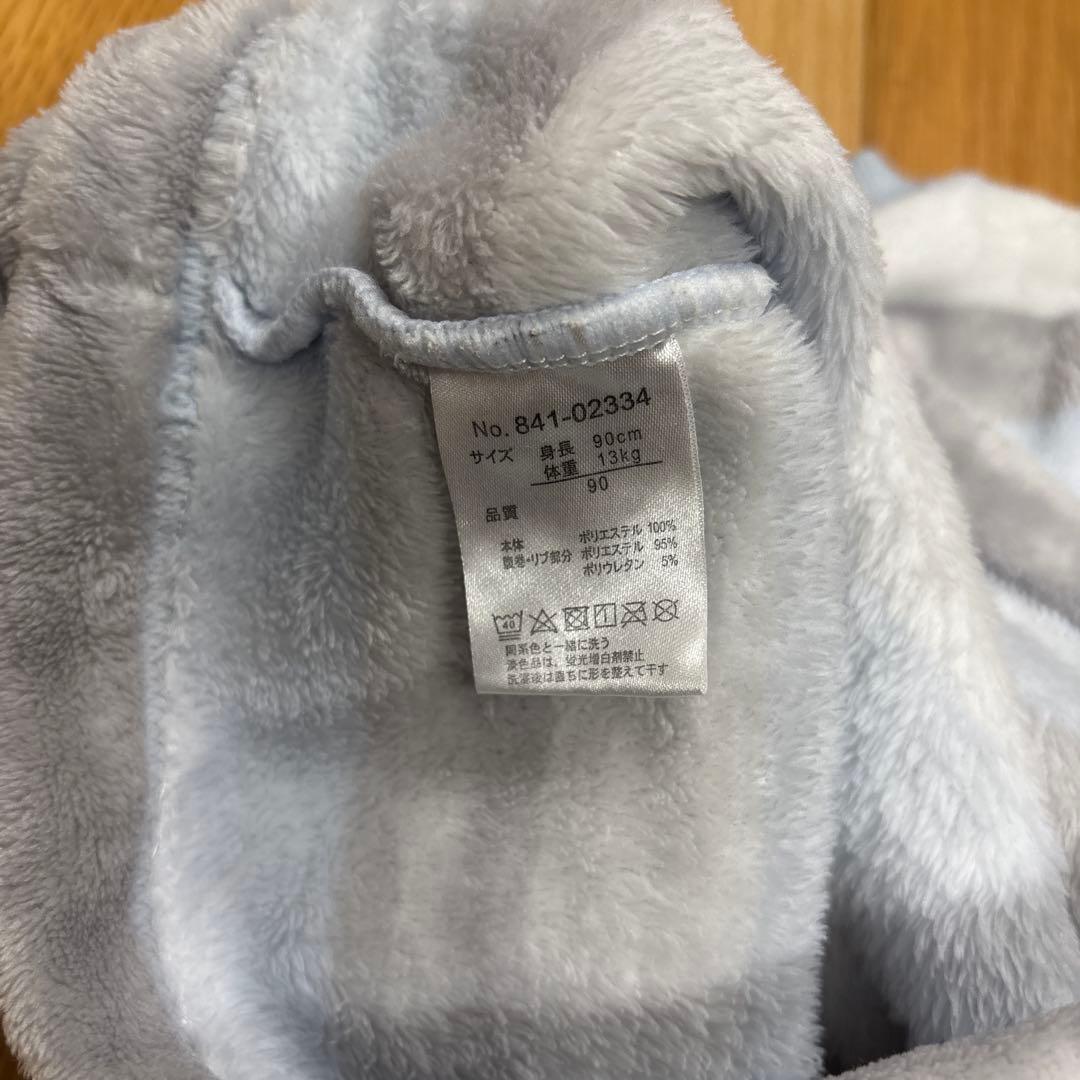 No. 841-02334
サイズ 身長 90cm
体重 13kg
90
品質
本体 ポリエステル 100%
腹巻・リブ部分 ポリエステル 95%
ポリウレタン 5%
40
同系色と一緒に洗う
淡色品は、蛍光増白剤禁止
洗濯後は直ちに形を整えて干す